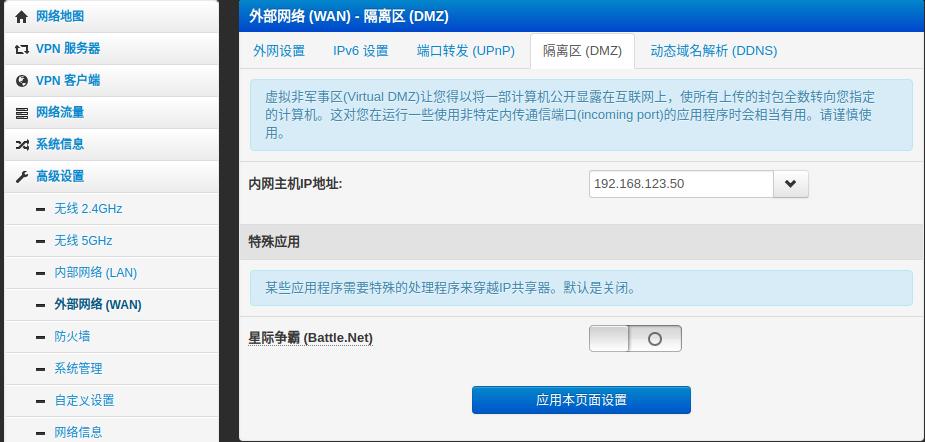 网络地图
VPN 服务器
VPN 客户端
网络流量
系统信息
高级设置
无线 2.4GHz
无线 5GHz
内部网络 (LAN)
外部网络 (WAN)
防火墙
系统管理
自定义设置
网络信息
外部网络 (WAN) - 隔离区 (DMZ)
外网设置 IPv6 设置 端口转发 (UPnP) 隔离区 (DMZ) 动态域名解析 (DDNS)
虚拟非军事区(Virtual DMZ)让您得以将一部计算机公开显露在互联网上，使所有上传的封包全数转向您指定
的计算机。这对您在运行一些使用非特定内传通信端口(incoming port)的应用程序时会相当有用。请谨慎使
用。
内网主机IP地址: 192.168.123.50
特殊应用
某些应用程序需要特殊的处理程序来穿越IP共享器。默认是关闭。
星际争霸 (Battle.Net)
应用本页面设置